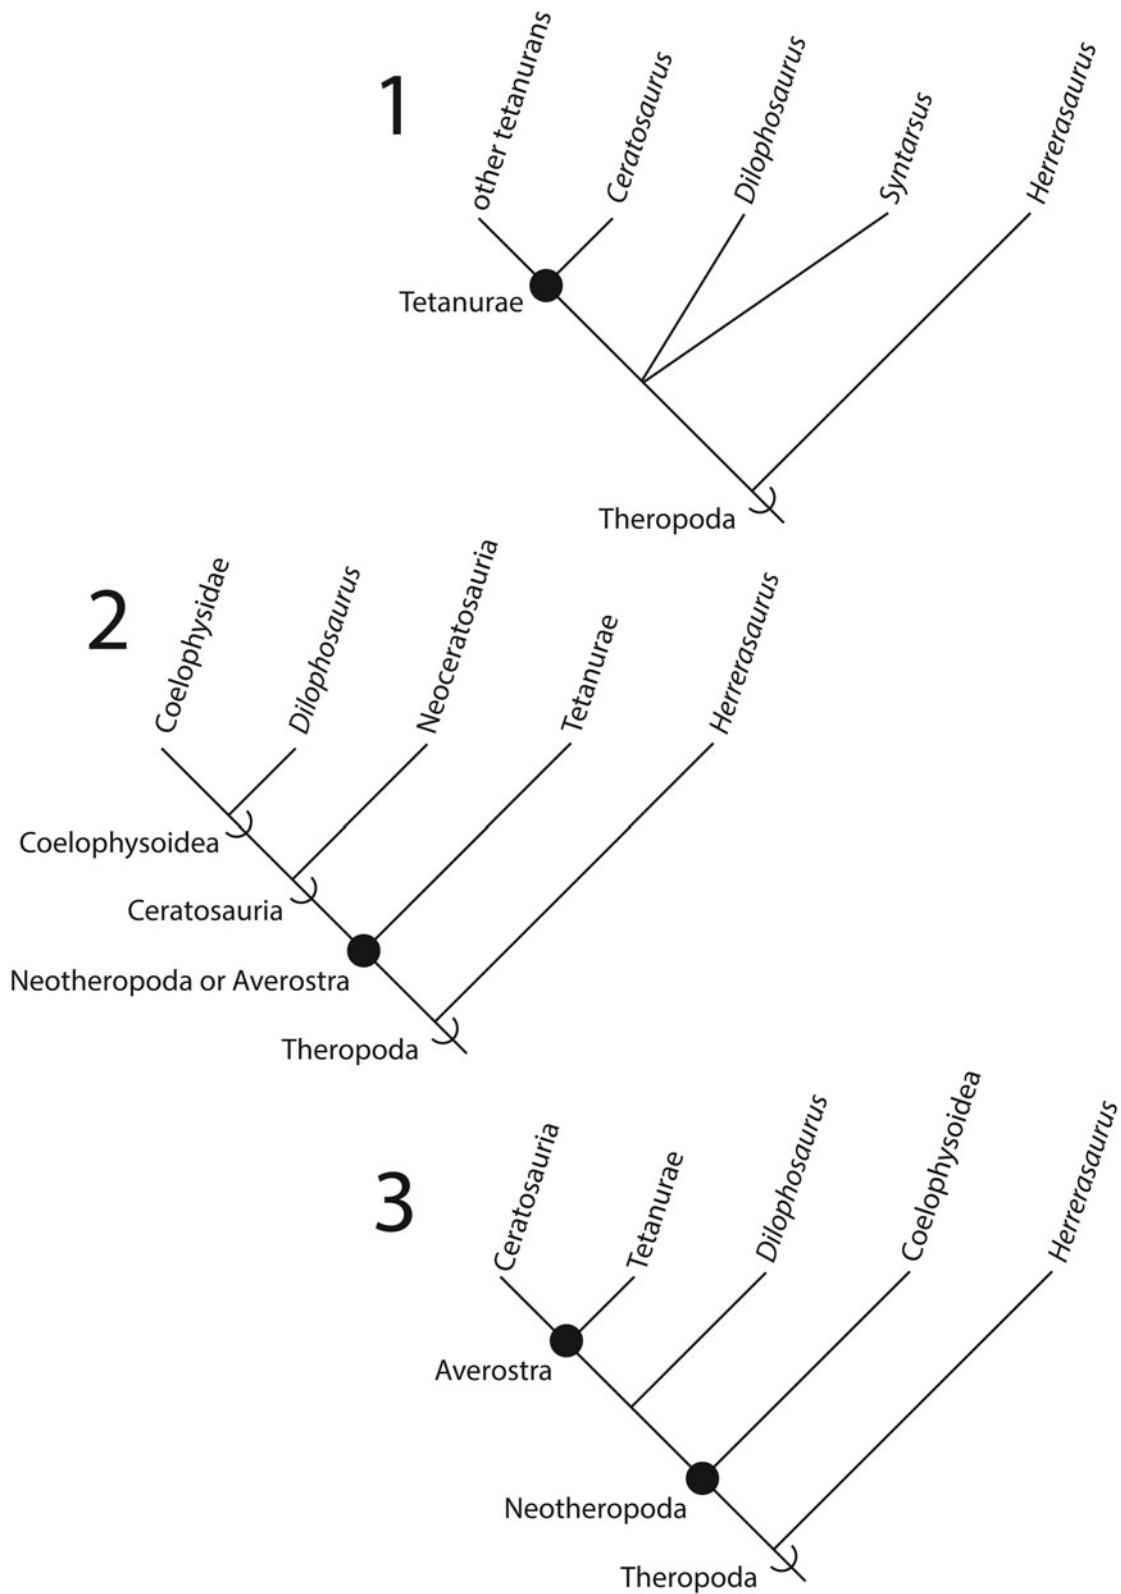 1
other tetanurans
Ceratosaurus
Dilophosaurus
Syntarsus
Herrerasaurus
Tetanurae
Theropoda
2
Coelophysidae
Dilophosaurus
Neoceratosauria
Tetanurae
Herrerasaurus
Coelophysoidea
Ceratosauria
Neotheropoda or Averostra
Theropoda
3
Ceratosauria
Tetanurae
Dilophosaurus
Coelophysoidea
Herrerasaurus
Averostra
Neotheropoda
Theropoda